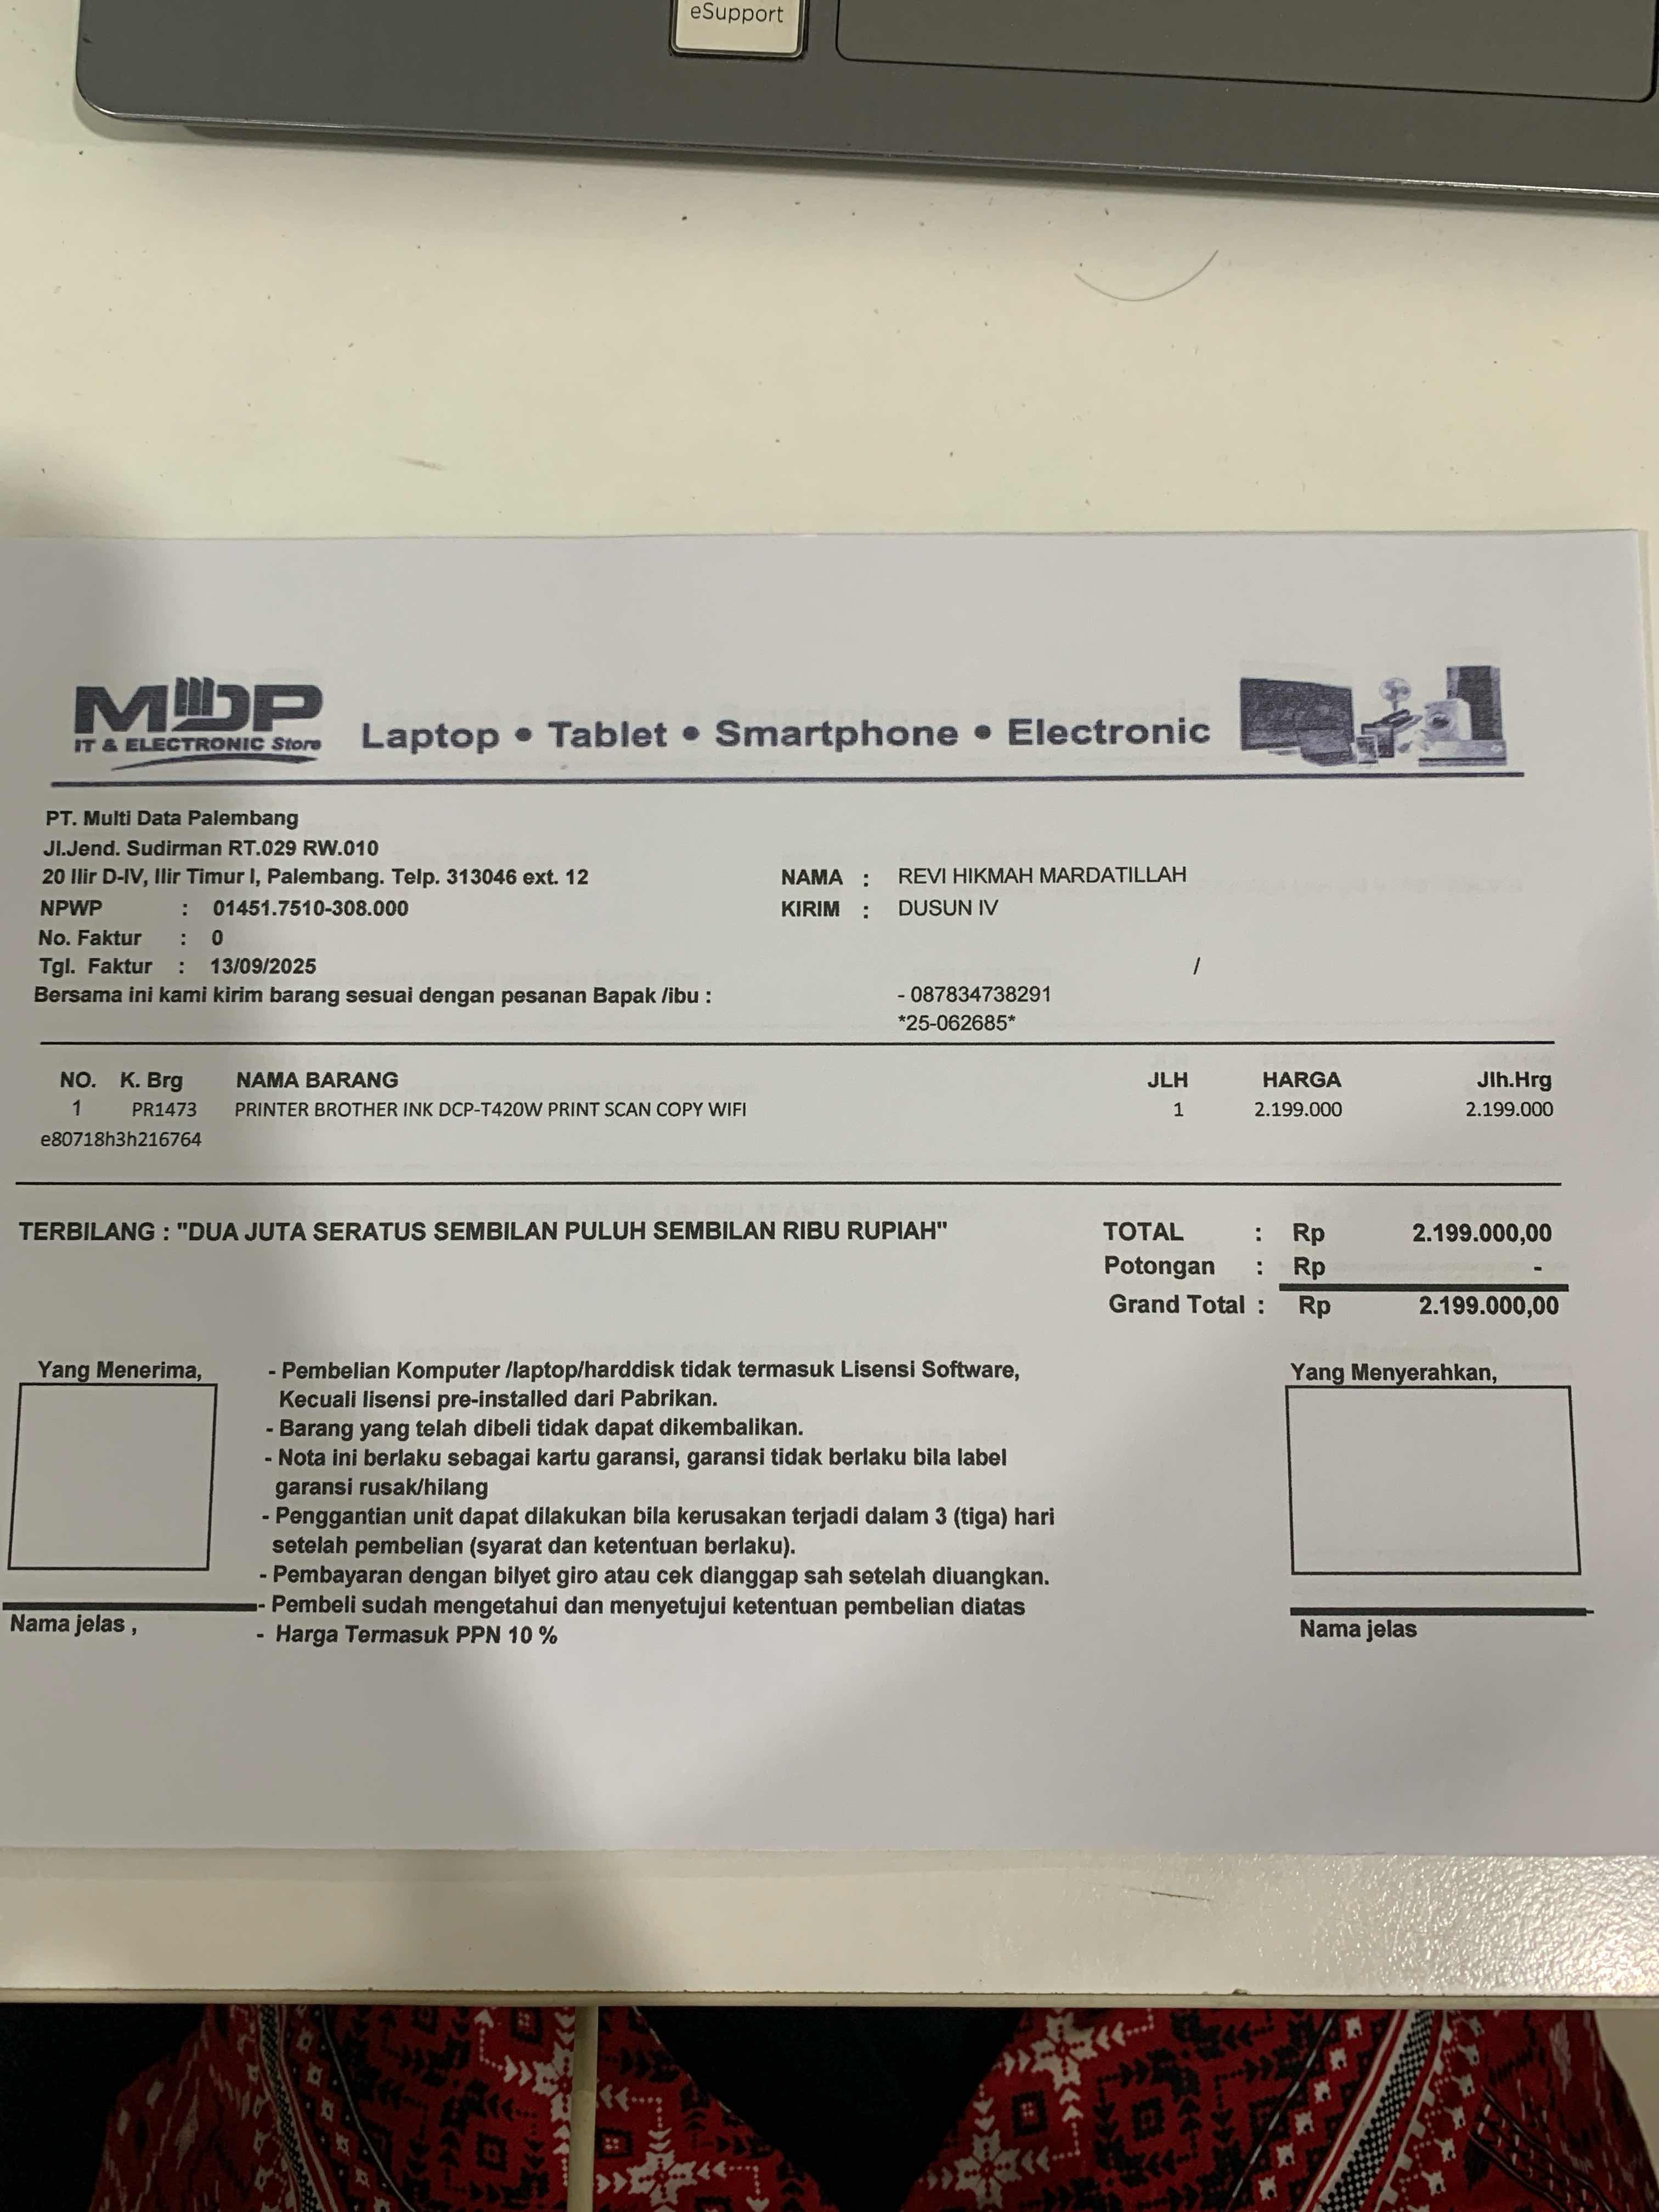 eSupport
MDP
IT & ELECTRONIC Store
Laptop • Tablet • Smartphone • Electronic
PT. Multi Data Palembang
Jl.Jend. Sudirman RT.029 RW.010
20 Ilir D-IV, Ilir Timur I, Palembang. Telp. 313046 ext. 12
NPWP : 01451.7510-308.000
No. Faktur : 0
Tgl. Faktur : 13/09/2025
Bersama ini kami kirim barang sesuai dengan pesanan Bapak /ibu :
NAMA : REVI HIKMAH MARDATILLAH
KIRIM : DUSUN IV
/
- 087834738291
*25-062685*
NO. K. Brg NAMA BARANG JLH HARGA Jlh.Hrg
1 PR1473 PRINTER BROTHER INK DCP-T420W PRINT SCAN COPY WIFI 1 2.199.000 2.199.000
e80718h3h216764
TERBILANG : "DUA JUTA SERATUS SEMBILAN PULUH SEMBILAN RIBU RUPIAH"
TOTAL : Rp 2.199.000,00
Potongan : Rp -
Grand Total : Rp 2.199.000,00
Yang Menerima,
Nama jelas ,
- Pembelian Komputer /laptop/harddisk tidak termasuk Lisensi Software,
Kecuali lisensi pre-installed dari Pabrikan.
- Barang yang telah dibeli tidak dapat dikembalikan.
- Nota ini berlaku sebagai kartu garansi, garansi tidak berlaku bila label
garansi rusak/hilang
- Penggantian unit dapat dilakukan bila kerusakan terjadi dalam 3 (tiga) hari
setelah pembelian (syarat dan ketentuan berlaku).
- Pembayaran dengan bilyet giro atau cek dianggap sah setelah diuangkan.
- Pembeli sudah mengetahui dan menyetujui ketentuan pembelian diatas
- Harga Termasuk PPN 10 %
Yang Menyerahkan,
Nama jelas